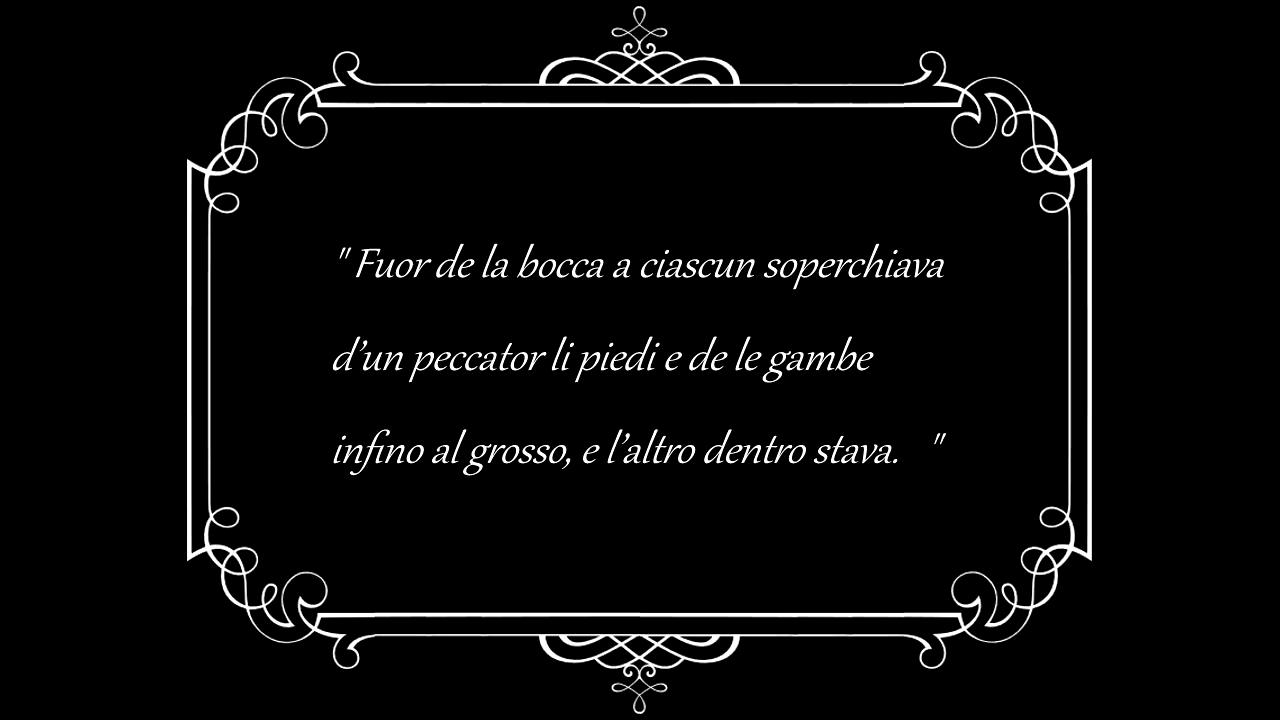 " Fuor de la bocca a ciascun soperchiava
d’un peccator li piedi e de le gambe
infino al grosso, e l’altro dentro stava. "